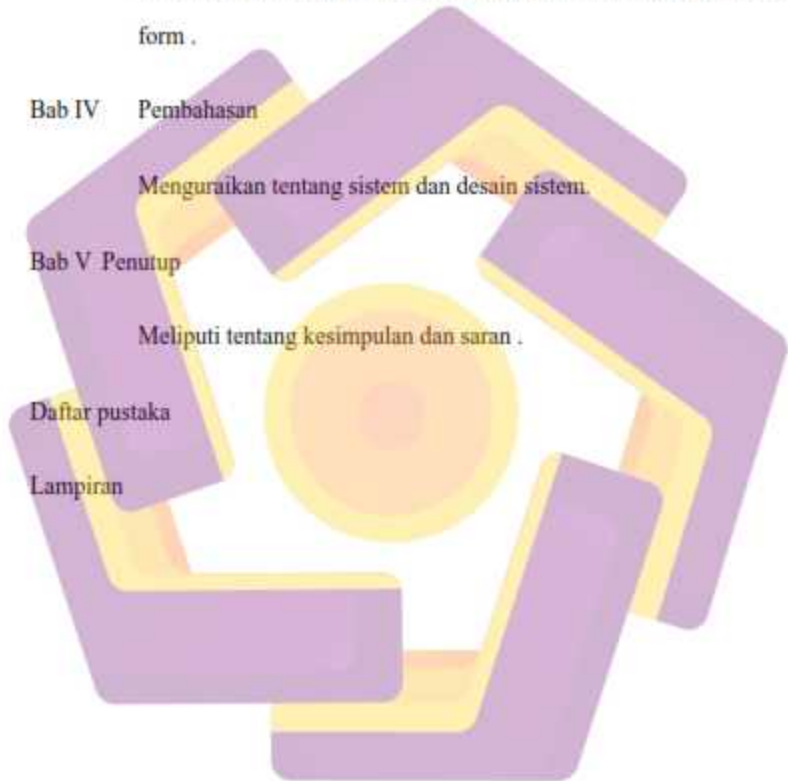 form .
Bab IV Pembahasan
Menguraikan tentang sistem dan desain sistem.
Bab V Penutup
Meliputi tentang kesimpulan dan saran .
Daftar pustaka
Lampiran